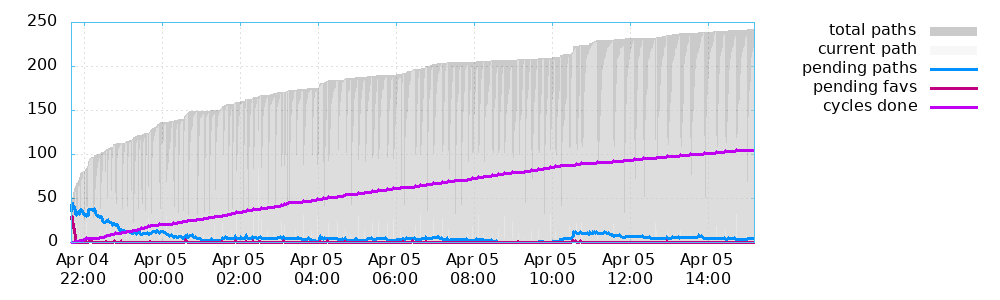 250
200
150
100
50
0
Apr 04 Apr 05 Apr 05 Apr 05 Apr 05 Apr 05 Apr 05 Apr 05 Apr 05
22:00 00:00 02:00 04:00 06:00 08:00 10:00 12:00 14:00
total paths
current path
pending paths
pending favs
cycles done